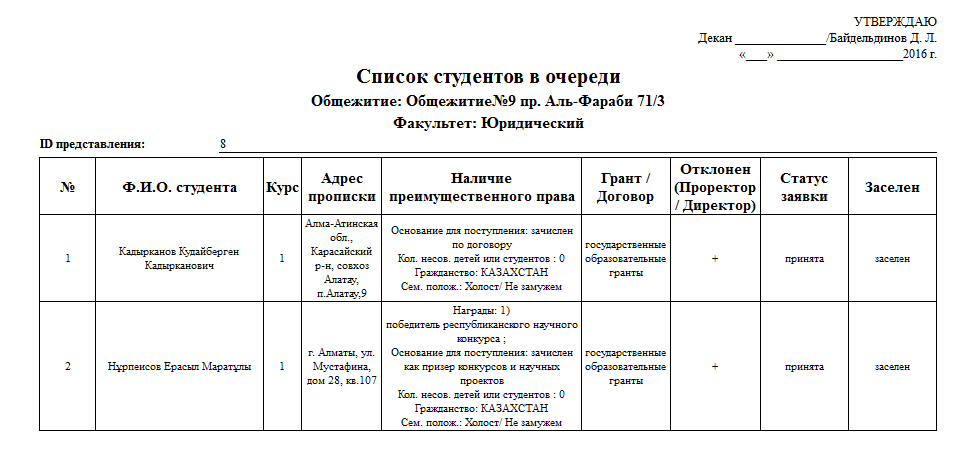 УТВЕРЖДАЮ
Декан _______________/Байдельдинов Д. Л.
«___» _____________________2016 г.
Список студентов в очереди
Общежитие: Общежитие№9 пр. Аль-Фараби 71/3
Факультет: Юридический
ID представления: 8
№
Ф.И.О. студента
Курс
Адрес
прописки
Наличие
преимущественного права
Грант /
Договор
Отклонен
(Проректор
/ Директор)
Статус
заявки
Заселен
1
Кадырканов Кудайберген
Кадырканович
1
Алма-Атинская
обл.,
Карасайский
р-н, совхоз
Алатау,
п.Алатау,9
Основание для поступления: зачислен
по договору
Кол. несов. детей или студентов : 0
Гражданство: КАЗАХСТАН
Сем. полож.: Холост/ Не замужем
государственные
образовательные
гранты
+
принята
заселен
2
Нұрпеисов Ерасыл Маратұлы
1
г. Алматы, ул.
Мустафина,
дом 28, кв.107
Награды: 1)
победитель республиканского научного
конкурса ;
Основание для поступления: зачислен
как призер конкурсов и научных
проектов
Кол. несов. детей или студентов : 0
Гражданство: КАЗАХСТАН
Сем. полож.: Холост/ Не замужем
государственные
образовательные
гранты
+
принята
заселен